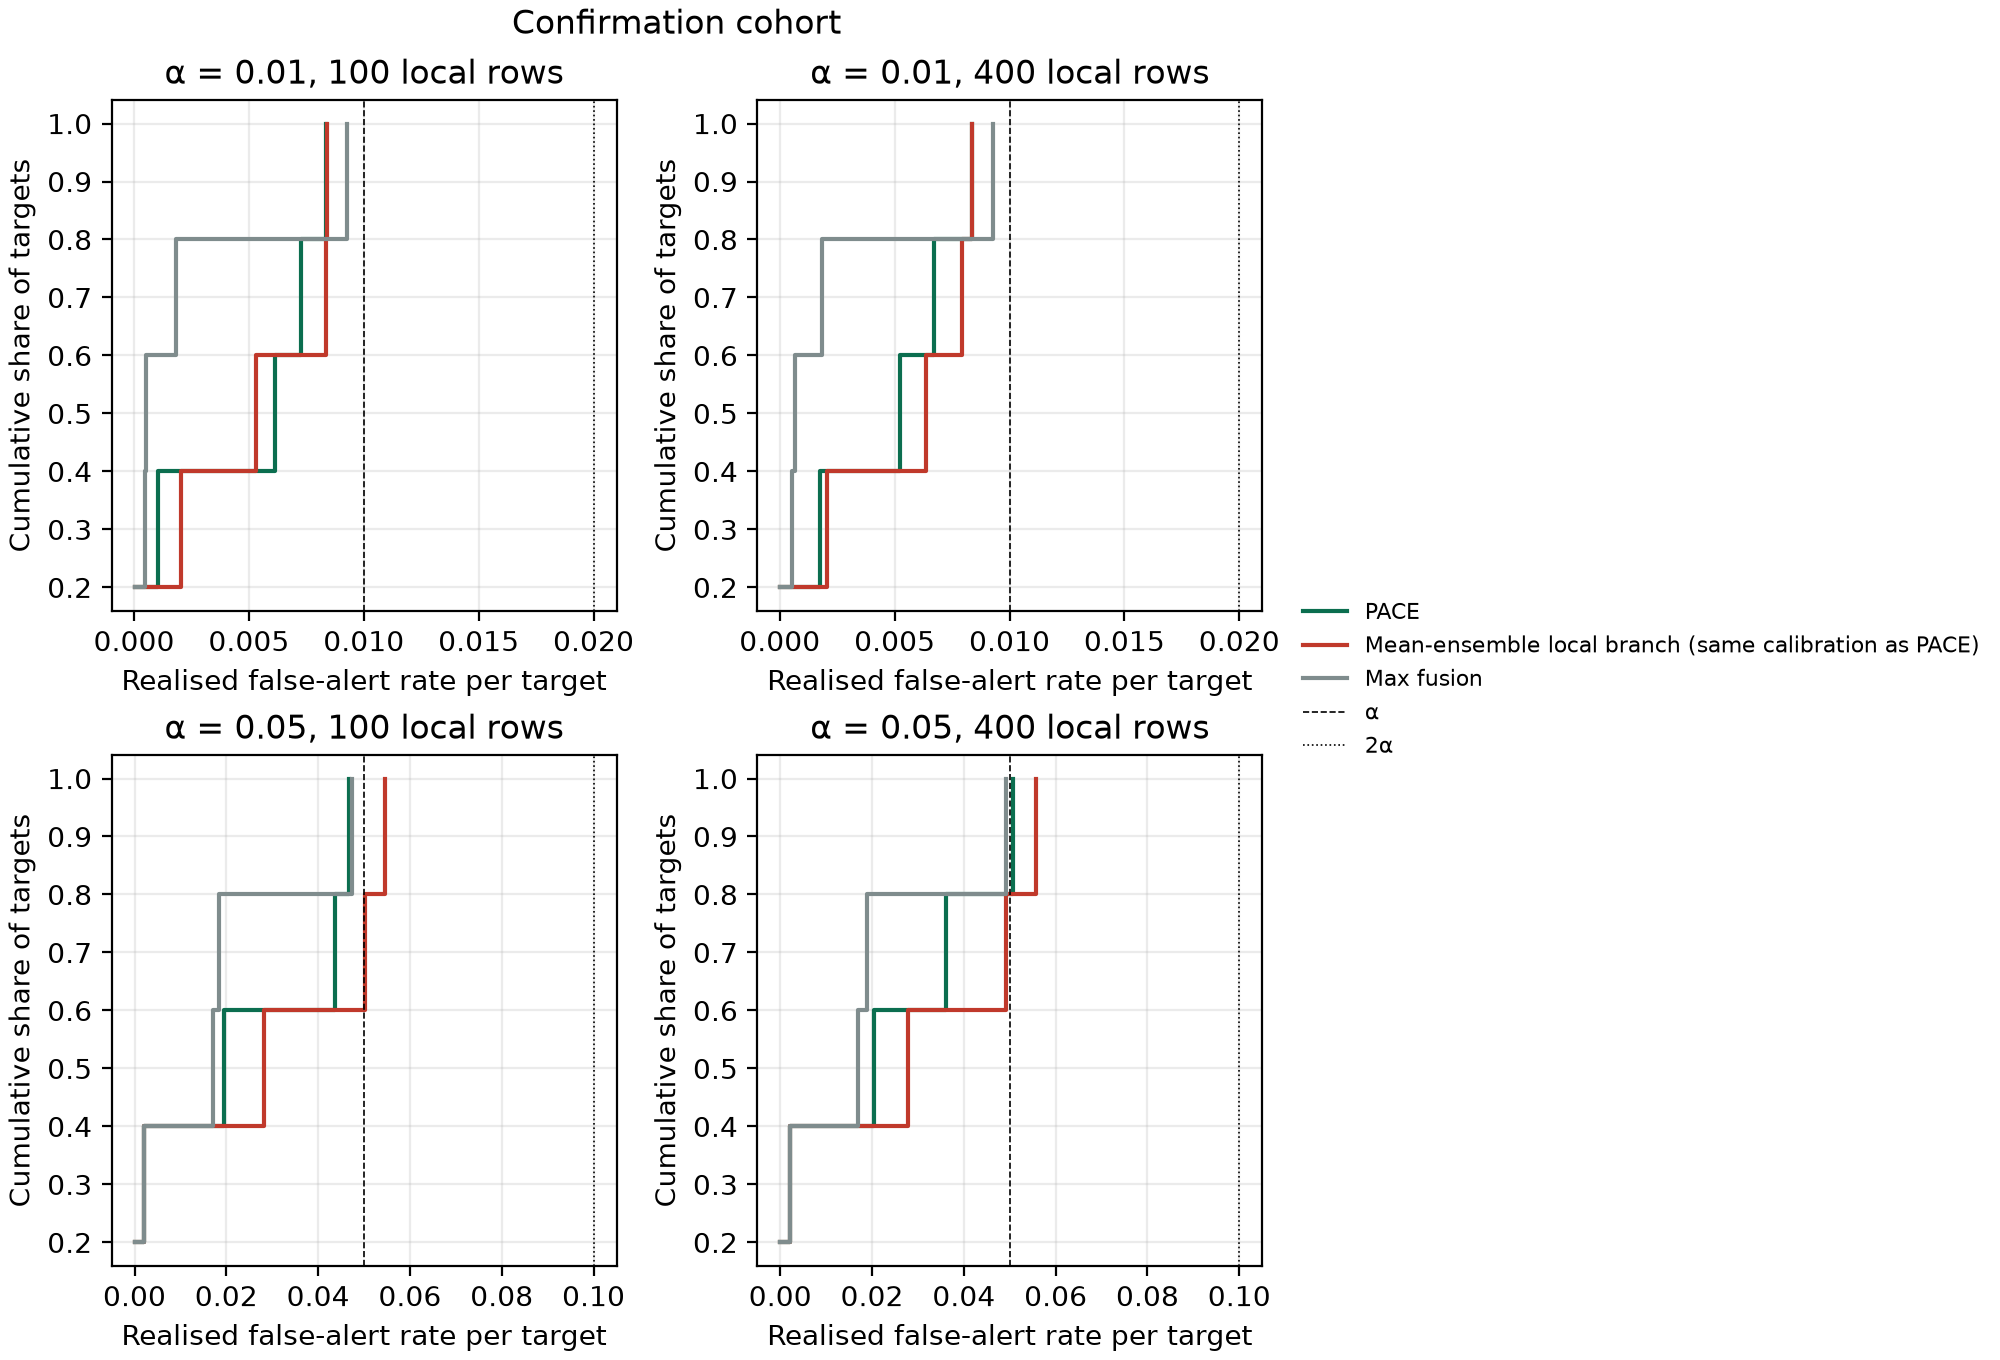 Confirmation cohort
α = 0.01, 100 local rows
Cumulative share of targets
1.0
0.9
0.8
0.7
0.6
0.5
0.4
0.3
0.2
0.000 0.005 0.010 0.015 0.020
Realised false-alert rate per target
α = 0.01, 400 local rows
Cumulative share of targets
1.0
0.9
0.8
0.7
0.6
0.5
0.4
0.3
0.2
0.000 0.005 0.010 0.015 0.020
Realised false-alert rate per target
PACE
Mean-ensemble local branch (same calibration as PACE)
Max fusion
α
2α
α = 0.05, 100 local rows
Cumulative share of targets
1.0
0.9
0.8
0.7
0.6
0.5
0.4
0.3
0.2
0.00 0.02 0.04 0.06 0.08 0.10
Realised false-alert rate per target
α = 0.05, 400 local rows
Cumulative share of targets
1.0
0.9
0.8
0.7
0.6
0.5
0.4
0.3
0.2
0.00 0.02 0.04 0.06 0.08 0.10
Realised false-alert rate per target